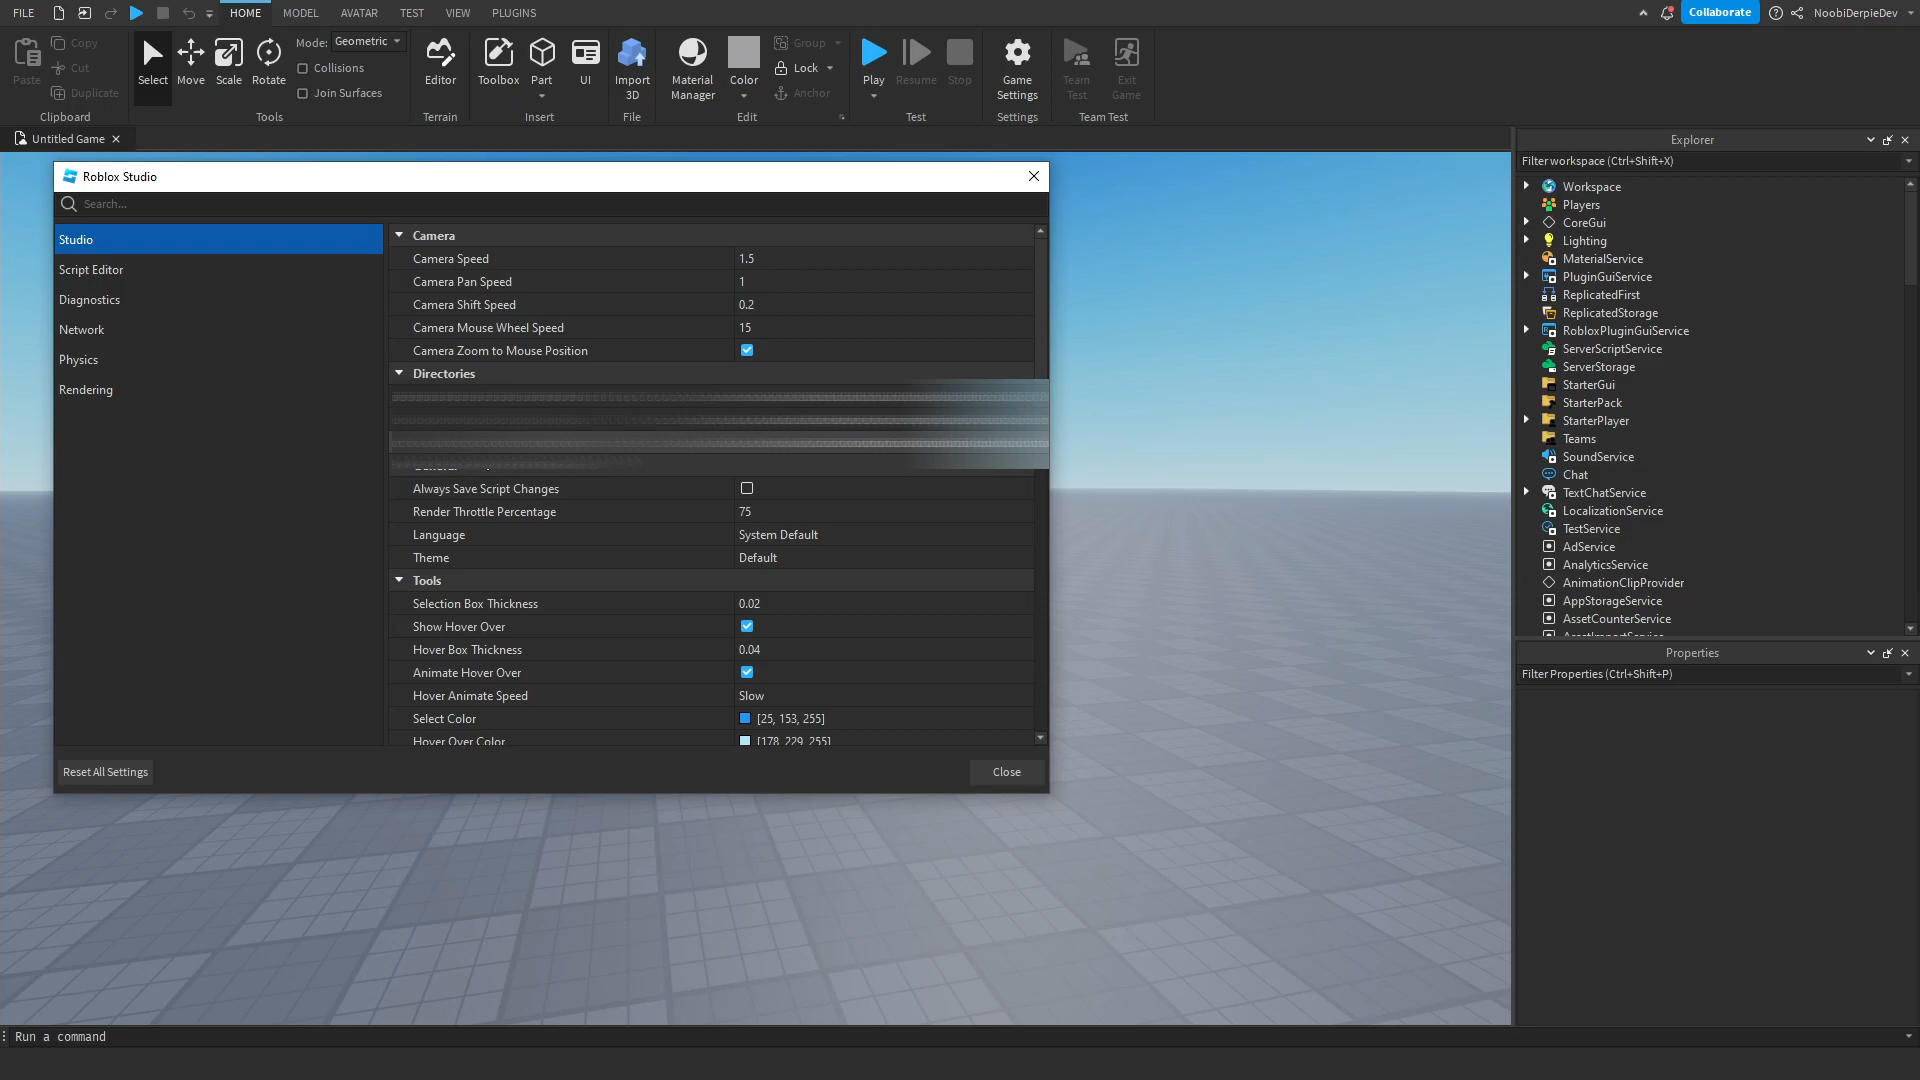 FILE
HOME
MODEL
AVATAR
TEST
VIEW
PLUGINS
Collaborate
NoobiDerpieDev
Paste
Copy
Cut
Duplicate
Clipboard
Select
Move
Scale
Rotate
Mode: Geometric
Collisions
Join Surfaces
Tools
Editor
Terrain
Toolbox
Part
UI
Insert
Import
3D
File
Material
Manager
Color
Group
Lock
Anchor
Edit
Play
Resume
Stop
Test
Game
Settings
Settings
Team
Test
Exit
Game
Team Test
Untitled Game
Roblox Studio
Search...
Studio
Script Editor
Diagnostics
Network
Physics
Rendering
Camera
Camera Speed 1.5
Camera Pan Speed 1
Camera Shift Speed 0.2
Camera Mouse Wheel Speed 15
Camera Zoom to Mouse Position
Directories
Always Save Script Changes
Render Throttle Percentage 75
Language System Default
Theme Default
Tools
Selection Box Thickness 0.02
Show Hover Over
Hover Box Thickness 0.04
Animate Hover Over
Hover Animate Speed Slow
Select Color [25, 153, 255]
Hover Over Color [178, 229, 255]
Reset All Settings
Close
Explorer
Filter workspace (Ctrl+Shift+X)
Workspace
Players
CoreGui
Lighting
MaterialService
PluginGuiService
ReplicatedFirst
ReplicatedStorage
RobloxPluginGuiService
ServerScriptService
ServerStorage
StarterGui
StarterPack
StarterPlayer
Teams
SoundService
Chat
TextChatService
LocalizationService
TestService
AdService
AnalyticsService
AnimationClipProvider
AppStorageService
AssetCounterService
Properties
Filter Properties (Ctrl+Shift+P)
Run a command